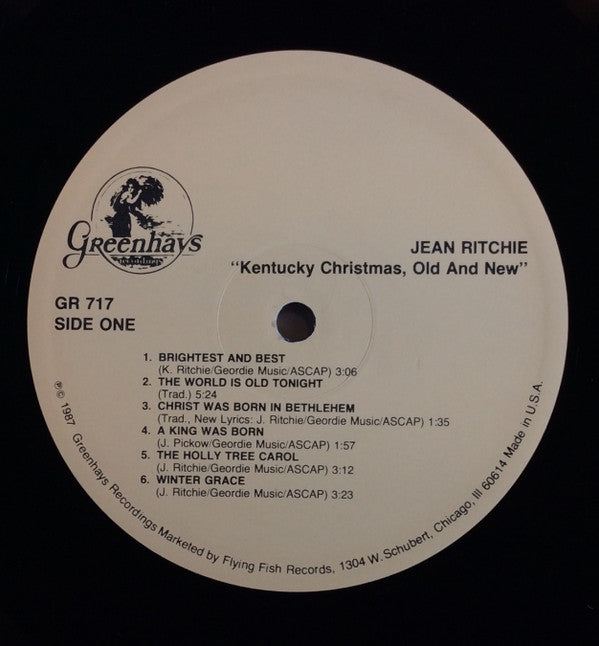 Greenhays
Recordings
JEAN RITCHIE
"Kentucky Christmas, Old And New"
GR 717
SIDE ONE
1. BRIGHTEST AND BEST
(K. Ritchie/Geordie Music/ASCAP) 3:06
2. THE WORLD IS OLD TONIGHT
(Trad.) 5:24
3. CHRIST WAS BORN IN BETHLEHEM
(Trad., New Lyrics: J. Ritchie/Geordie Music/ASCAP) 1:35
4. A KING WAS BORN
(J. Pickow/Geordie Music/ASCAP) 1:57
5. THE HOLLY TREE CAROL
(J. Ritchie/Geordie Music/ASCAP) 3:12
6. WINTER GRACE
(J. Ritchie/Geordie Music/ASCAP) 3:23
℗© 1987 Greenhays Recordings Marketed by Flying Fish Records, 1304 W. Schubert, Chicago, Ill 60614 Made in U.S.A.